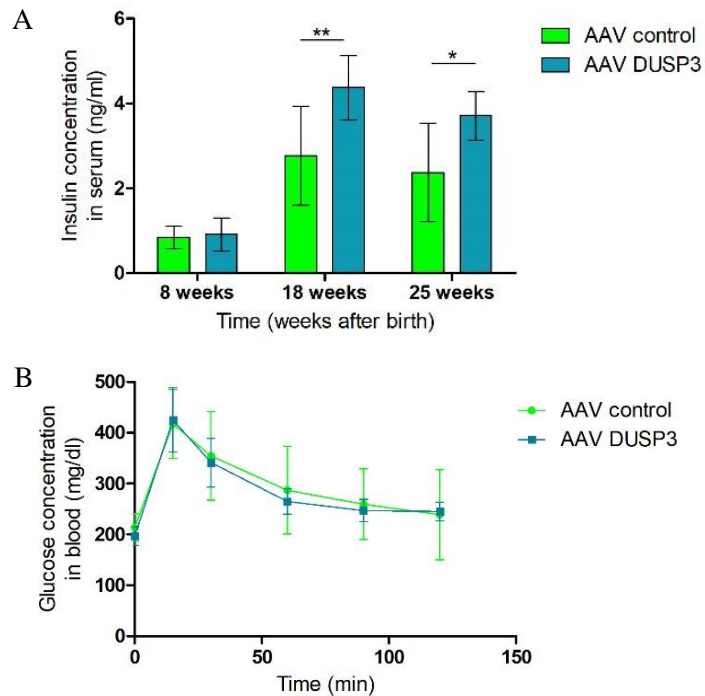 A
6
4
2
0
Insulin concentration
in serum (ng/ml)
**
*
8 weeks 18 weeks 25 weeks
Time (weeks after birth)
AAV control
AAV DUSP3
B
500
400
300
200
100
0
Glucose concentration
in blood (mg/dl)
0 50 100 150
Time (min)
AAV control
AAV DUSP3